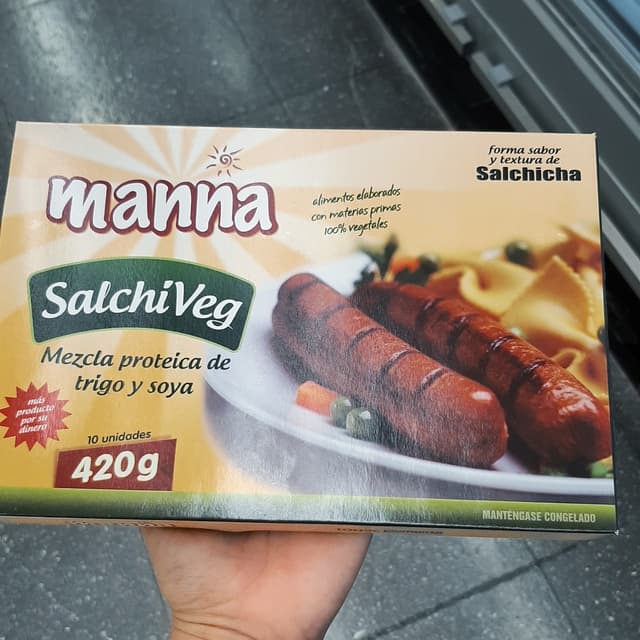 manna
alimentos elaborados
con materias primas
100% vegetales
forma sabor
y textura de
Salchicha
SalchiVeg
Mezcla proteica de
trigo y soya
más
producto
por su
dinero
10 unidades
420g
MANTÉNGASE CONGELADO